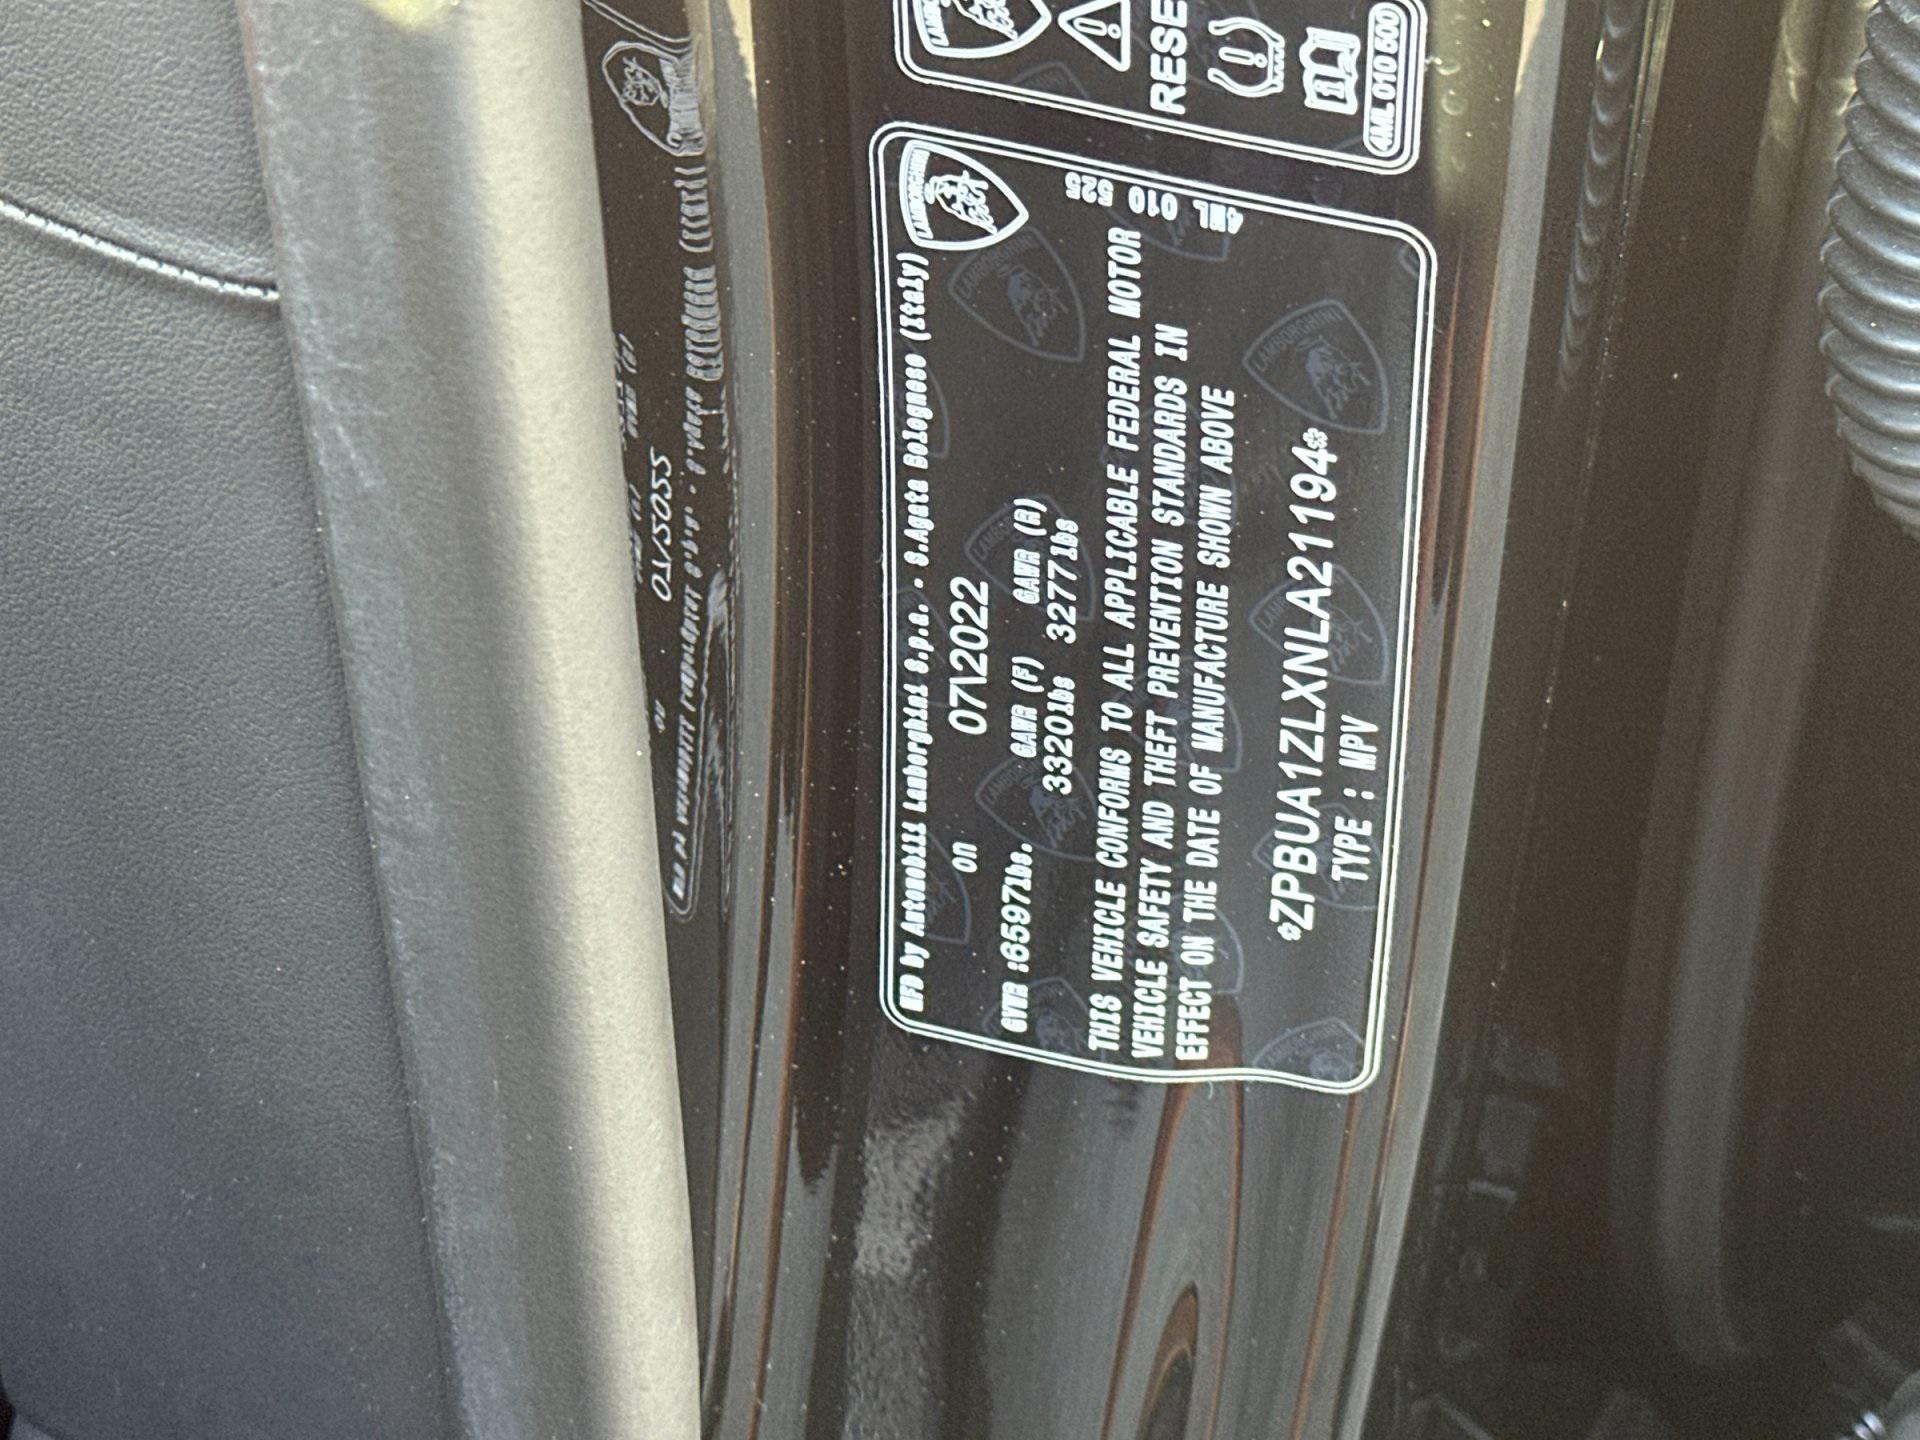 LAMBORGHINI
MFD by Automobili Lamborghini S.p.a. - S.Agata Bolognese (Italy)
on 07\2022
4ML 010 525
GVWR :6597lbs. GAWR (F) GAWR (R)
3320lbs 3277lbs
THIS VEHICLE CONFORMS TO ALL APPLICABLE FEDERAL MOTOR
VEHICLE SAFETY AND THEFT PREVENTION STANDARDS IN
EFFECT ON THE DATE OF MANUFACTURE SHOWN ABOVE
*ZPBUA1ZLXNLA21194*
TYPE : MPV
RESE
4ML 010 500